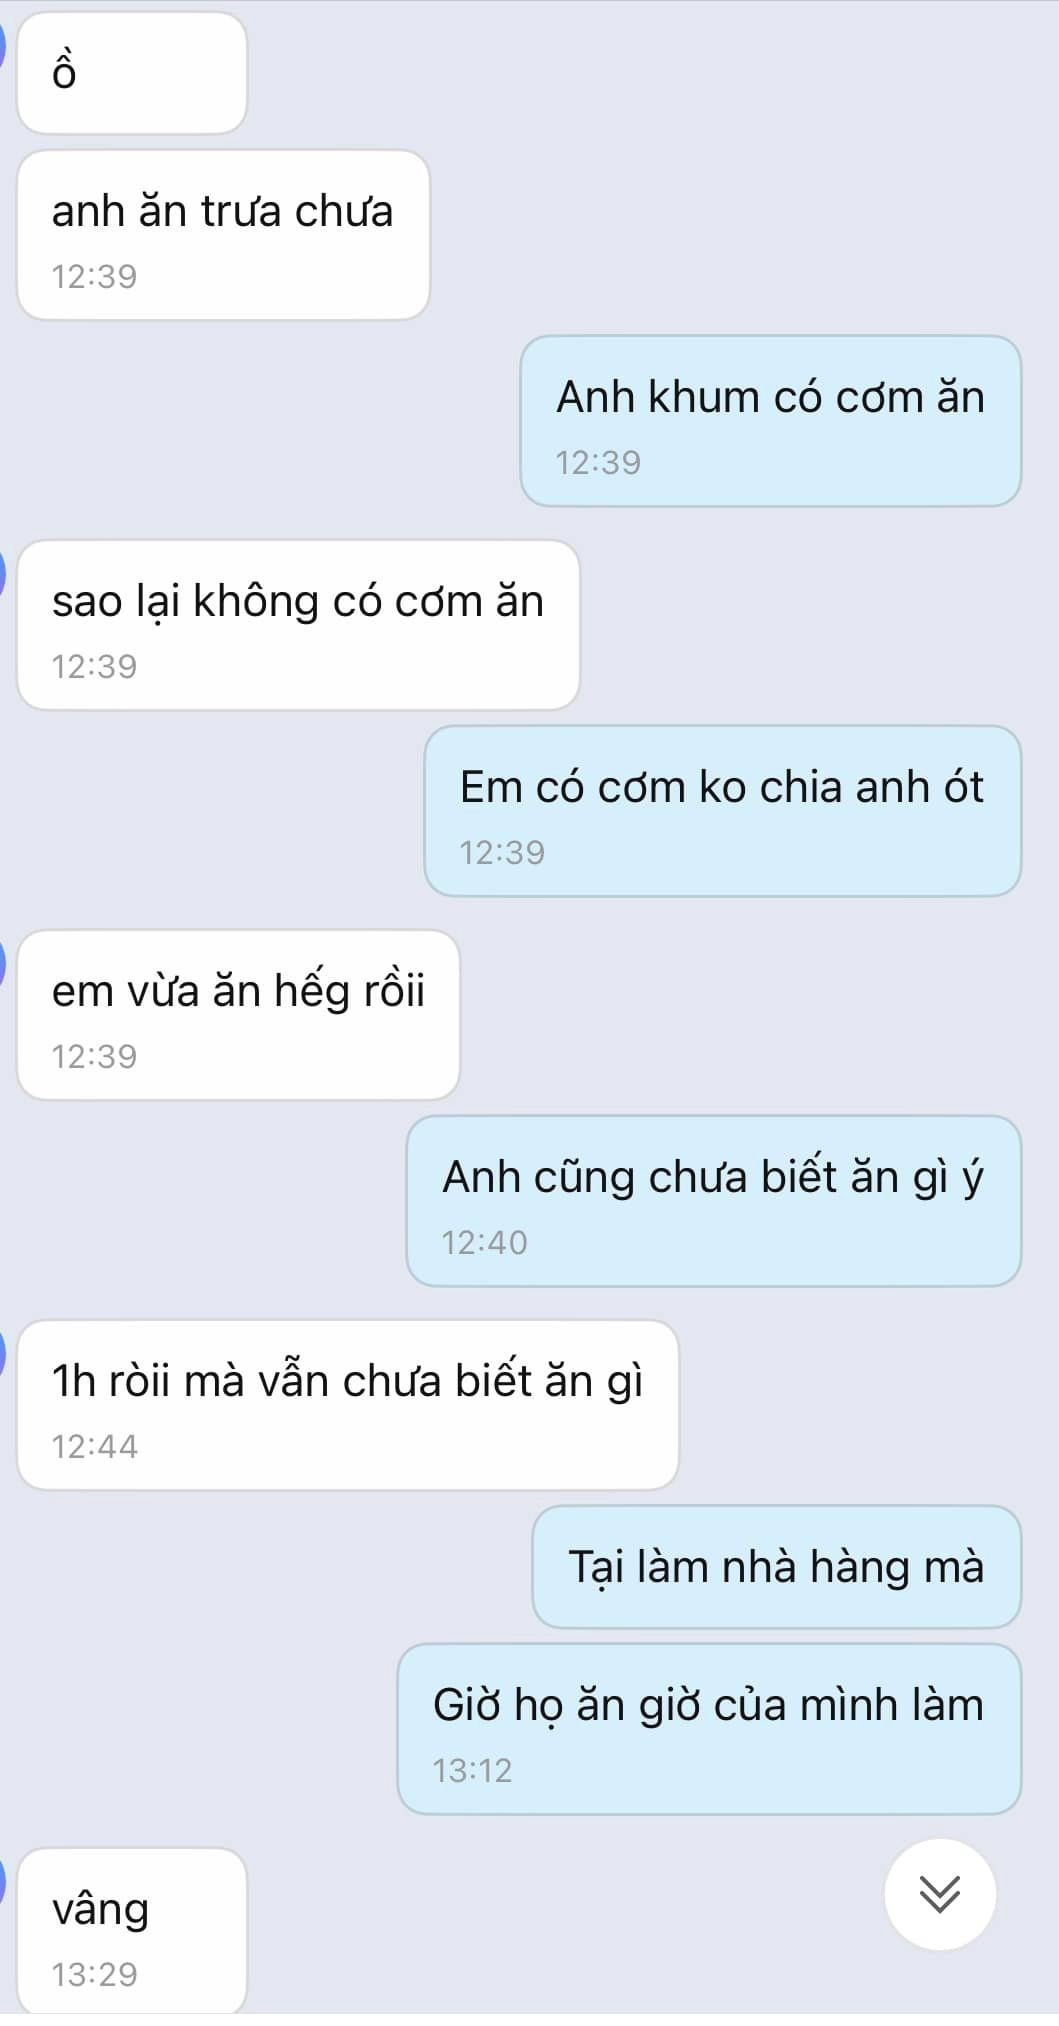 ồ
anh ăn trưa chưa
12:39
Anh khum có cơm ăn
12:39
sao lại không có cơm ăn
12:39
Em có cơm ko chia anh ót
12:39
em vừa ăn hếg rồii
12:39
Anh cũng chưa biết ăn gì ý
12:40
1h ròii mà vẫn chưa biết ăn gì
12:44
Tại làm nhà hàng mà
Giờ họ ăn giờ của mình làm
13:12
vâng
13:29